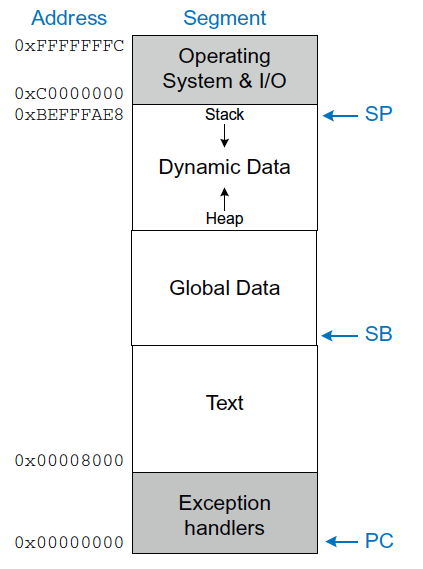 Address Segment
0xFFFFFFFC
Operating
System & I/O
0xC0000000
0xBEFFFAE8 Stack SP
Dynamic Data
Heap
Global Data
SB
Text
0x00008000
Exception
handlers
0x00000000 PC